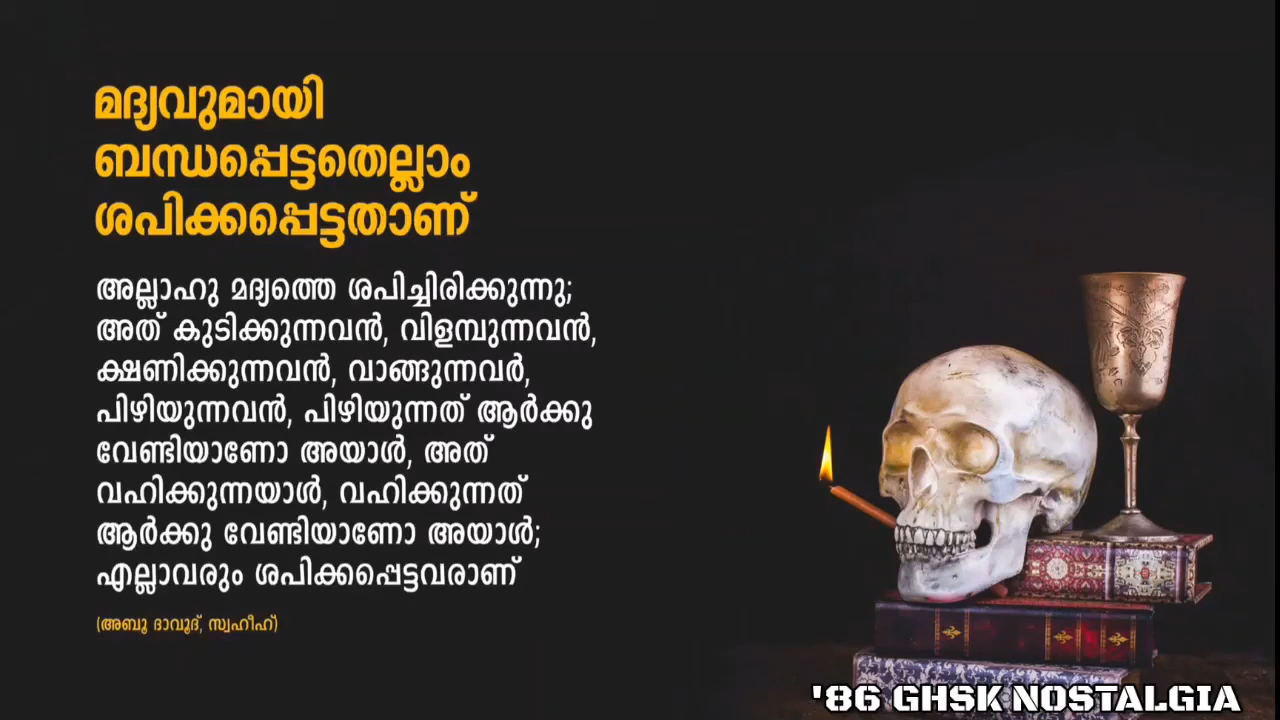 മദ്യവുമായി
ബന്ധപ്പെട്ടതെല്ലാം
ശപിക്കപ്പെട്ടതാണ്
അല്ലാഹു മദ്യത്തെ ശപിച്ചിരിക്കുന്നു;
അത് കുടിക്കുന്നവൻ, വിളമ്പുന്നവൻ,
ക്ഷണിക്കുന്നവൻ, വാങ്ങുന്നവർ,
പിഴിയുന്നവൻ, പിഴിയുന്നത് ആർക്കു
വേണ്ടിയാണോ അയാൾ, അത്
വഹിക്കുന്നയാൾ, വഹിക്കുന്നത്
ആർക്കു വേണ്ടിയാണോ അയാൾ;
എല്ലാവരും ശപിക്കപ്പെട്ടവരാണ്
(അബൂ ദാവൂദ്, സ്വഹീഹ്)
'86 GHSK NOSTALGIA